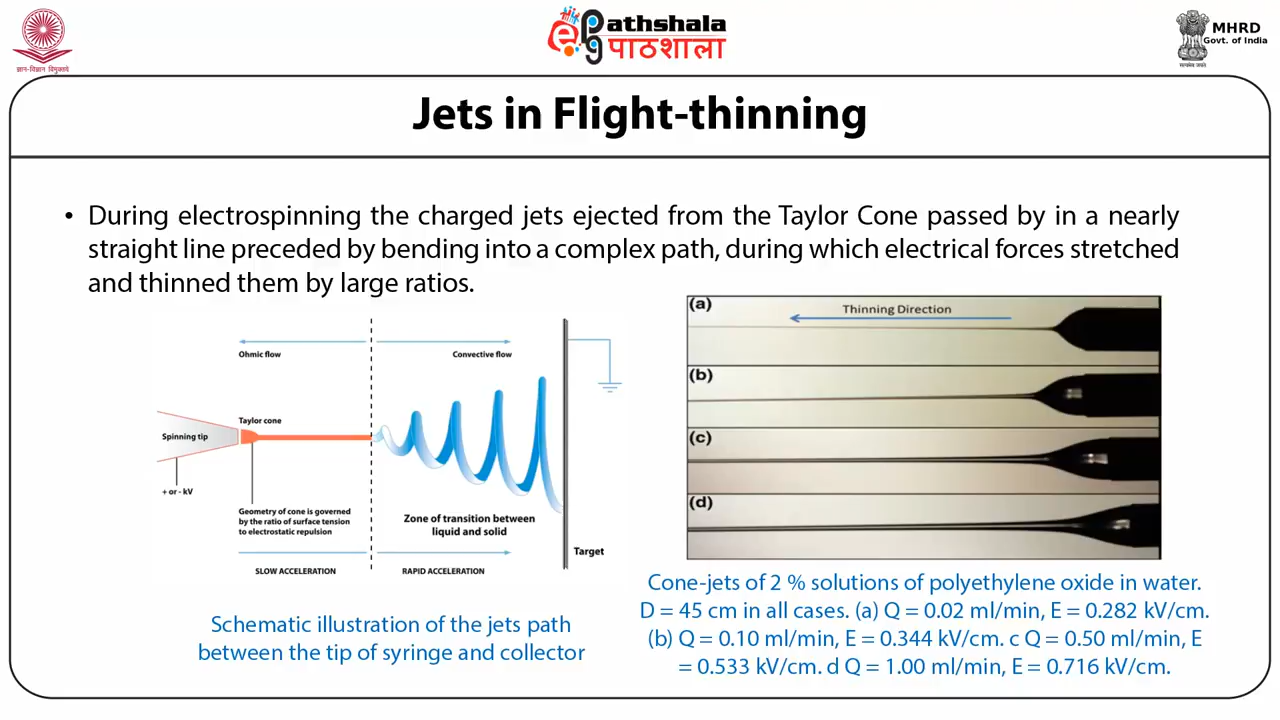 ज्ञान-विज्ञान विमुक्तये
ePathshala
पाठशाला
MHRD
Govt. of India
सत्यमेव जयते
Jets in Flight-thinning
• During electrospinning the charged jets ejected from the Taylor Cone passed by in a nearly
straight line preceded by bending into a complex path, during which electrical forces stretched
and thinned them by large ratios.
Ohmic flow
Convective flow
Taylor cone
Spinning tip
+ or - kV
Geometry of cone is governed
by the ratio of surface tension
to electrostatic repulsion
Zone of transition between
liquid and solid
Target
SLOW ACCELERATION
RAPID ACCELERATION
Schematic illustration of the jets path
between the tip of syringe and collector
(a)
Thinning Direction
(b)
(c)
(d)
Cone-jets of 2 % solutions of polyethylene oxide in water.
D = 45 cm in all cases. (a) Q = 0.02 ml/min, E = 0.282 kV/cm.
(b) Q = 0.10 ml/min, E = 0.344 kV/cm. c Q = 0.50 ml/min, E
= 0.533 kV/cm. d Q = 1.00 ml/min, E = 0.716 kV/cm.